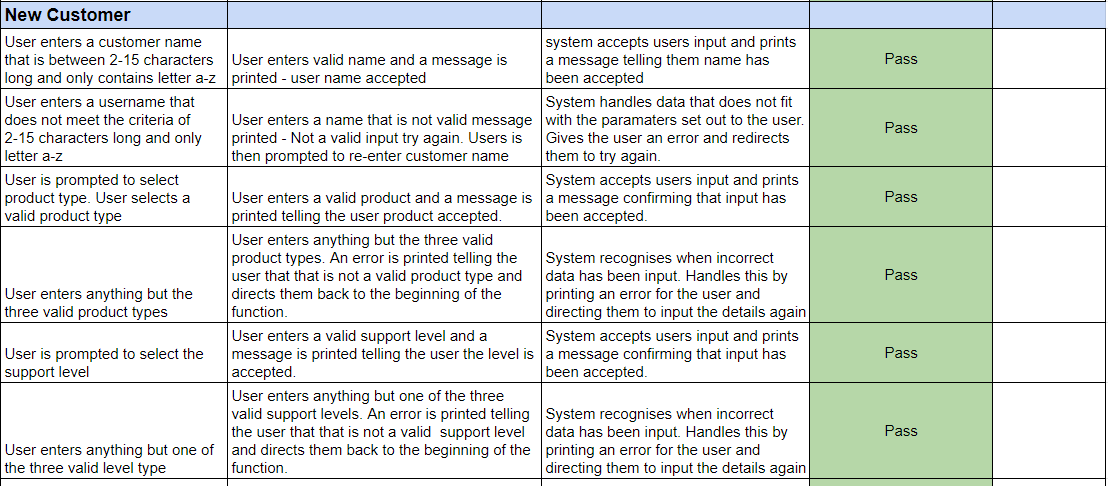 New Customer
User enters a customer name
that is between 2-15 characters
long and only contains letter a-z
User enters valid name and a message is
printed - user name accepted
system accepts users input and prints
a message telling them name has
been accepted
Pass
User enters a username that
does not meet the criteria of
2-15 characters long and only
letter a-z
User enters a name that is not valid message
printed - Not a valid input try again. Users is
then prompted to re-enter customer name
System handles data that does not fit
with the paramaters set out to the user.
Gives the user an error and redirects
them to try again.
Pass
User is prompted to select
product type. User selects a
valid product type
User enters a valid product and a message is
printed telling the user product accepted.
System accepts users input and prints
a message confirming that input has
been accepted.
Pass
User enters anything but the
three valid product types
User enters anything but the three valid
product types. An error is printed telling the
user that that is not a valid product type and
directs them back to the beginning of the
function.
System recognises when incorrect
data has been input. Handles this by
printing an error for the user and
directing them to input the details again
Pass
User is prompted to select the
support level
User enters a valid support level and a
message is printed telling the user the level is
accepted.
System accepts users input and prints
a message confirming that input has
been accepted.
Pass
User enters anything but one of
the three valid level type
User enters anything but one of the three
valid support levels. An error is printed telling
the user that that is not a valid  support level
and directs them back to the beginning of the
function.
System recognises when incorrect
data has been input. Handles this by
printing an error for the user and
directing them to input the details again
Pass